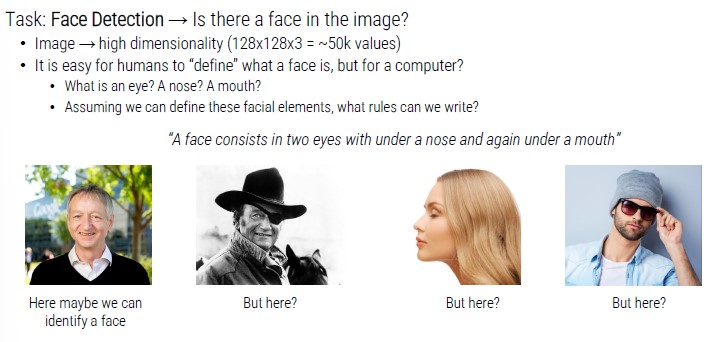 Task: Face Detection → Is there a face in the image?
• Image → high dimensionality (128x128x3 = ~50k values)
• It is easy for humans to “define” what a face is, but for a computer?
• What is an eye? A nose? A mouth?
• Assuming we can define these facial elements, what rules can we write?
“A face consists in two eyes with under a nose and again under a mouth”
Here maybe we can
identify a face
But here?
But here?
But here?